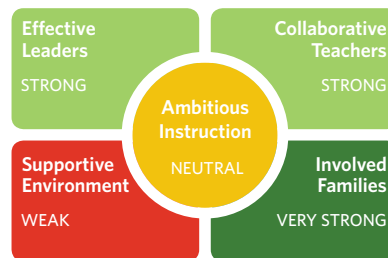 Effective
Leaders
STRONG
Collaborative
Teachers
STRONG
Ambitious
Instruction
NEUTRAL
Supportive
Environment
WEAK
Involved
Families
VERY STRONG